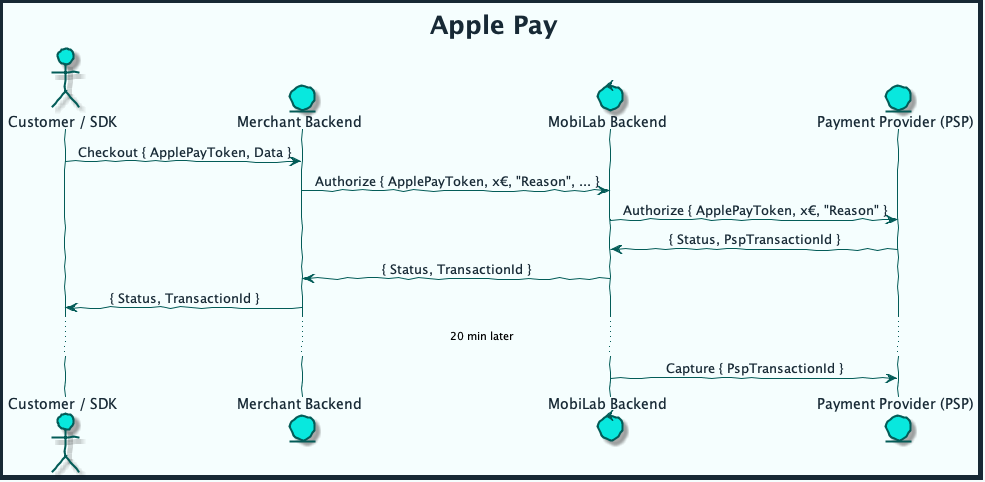 Apple Pay
Customer / SDK
Merchant Backend
MobiLab Backend
Payment Provider (PSP)
Checkout { ApplePayToken, Data }
Authorize { ApplePayToken, x€, "Reason", ... }
Authorize { ApplePayToken, x€, "Reason" }
{ Status, PspTransactionId }
{ Status, TransactionId }
{ Status, TransactionId }
20 min later
Capture { PspTransactionId }
Customer / SDK
Merchant Backend
MobiLab Backend
Payment Provider (PSP)